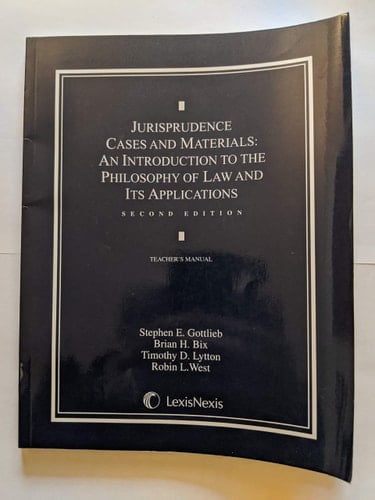 JURISPRUDENCE
CASES AND MATERIALS:
AN INTRODUCTION TO THE
PHILOSOPHY OF LAW AND
ITS APPLICATIONS
SECOND EDITION
TEACHER'S MANUAL
Stephen E. Gottlieb
Brian H. Bix
Timothy D. Lytton
Robin L.West
LexisNexis